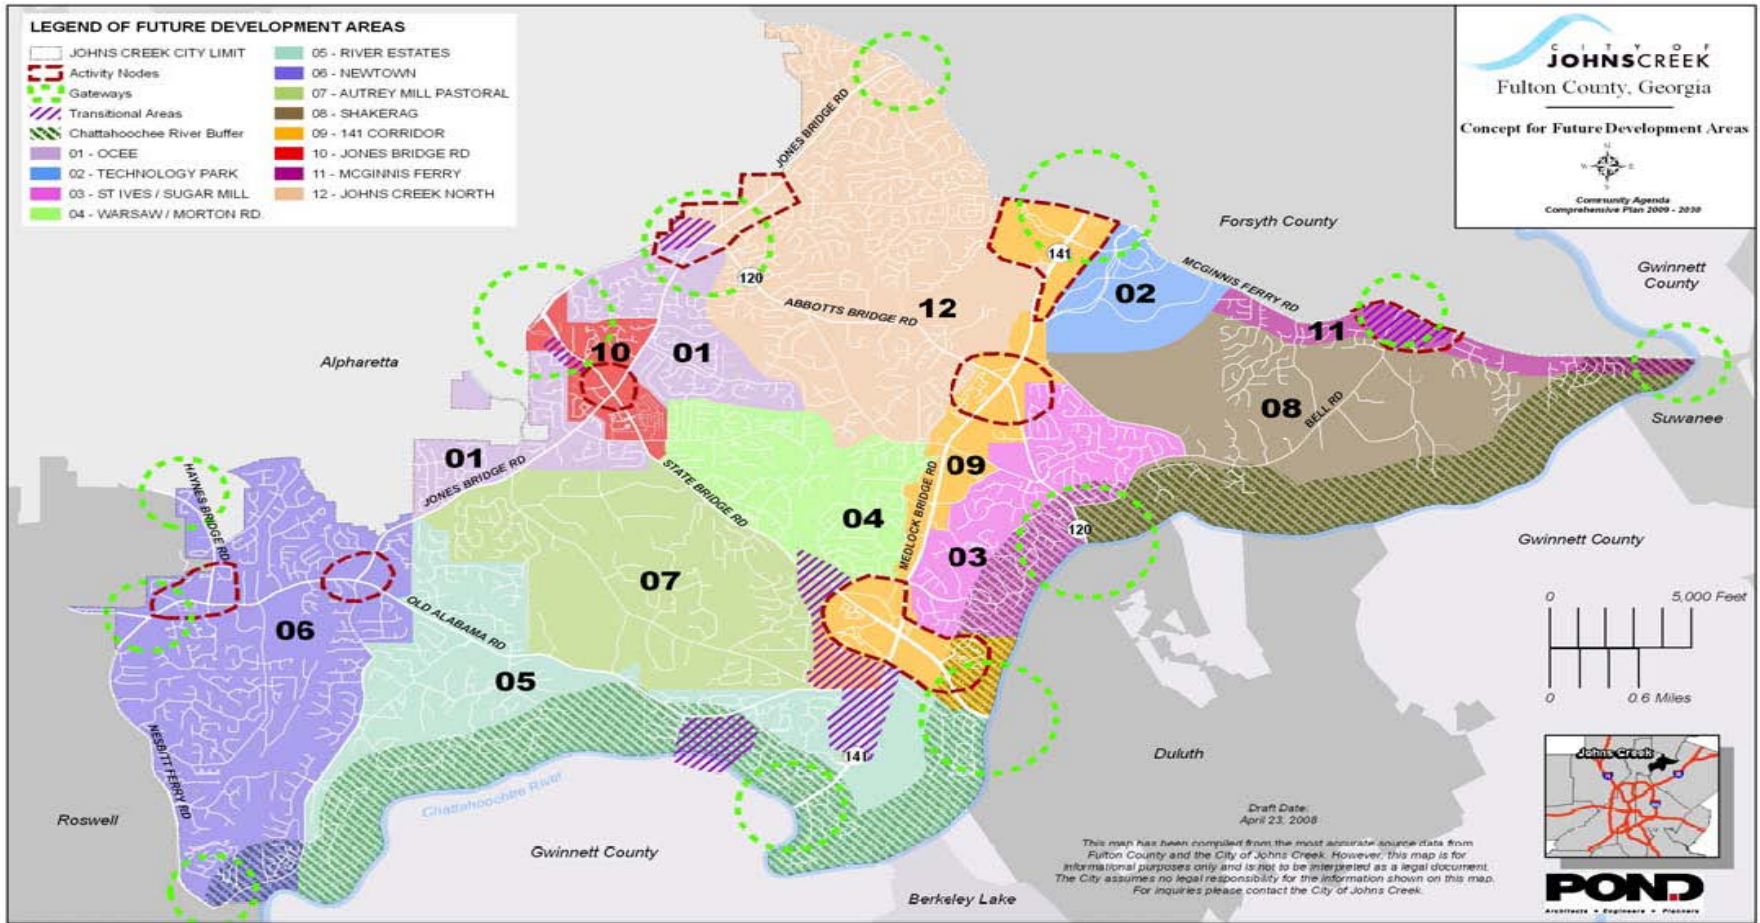 LEGEND OF FUTURE DEVELOPMENT AREAS
JOHNS CREEK CITY LIMIT
Activity Nodes
Gateways
Transitional Areas
Chattahoochee River Buffer
01 - OCEE
02 - TECHNOLOGY PARK
03 - ST IVES / SUGAR MILL
04 - WARSAW / MORTON RD.
05 - RIVER ESTATES
06 - NEWTOWN
07 - AUTREY MILL PASTORAL
08 - SHAKERAG
09 - 141 CORRIDOR
10 - JONES BRIDGE RD
11 - MCGINNIS FERRY
12 - JOHNS CREEK NORTH
CITY OF
JOHNSCREEK
Fulton County, Georgia
Concept for Future Development Areas
N
W E
S
Community Agenda
Comprehensive Plan 2009 - 2030
JONES BRIDGE RD
Forsyth County
141
MCGINNIS FERRY RD
Gwinnett
County
120
02
ABBOTTS BRIDGE RD
12
11
Alpharetta
10
01
08
BELL RD
Suwanee
01
JONES BRIDGE RD
09
HAYNES BRIDGE RD
STATE BRIDGE RD
MEDLOCK BRIDGE RD
04
120
Gwinnett County
03
07
0 5,000 Feet
OLD ALABAMA RD
06
05
0 0.6 Miles
NESBITT FERRY RD
141
Duluth
Johns Creek
Chattahoochee River
Roswell
Draft Date:
April 23, 2008
Gwinnett County
This map has been compiled from the most accurate source data from
Fulton County and the City of Johns Creek. However, this map is for
informational purposes only and is not to be interpreted as a legal document.
The City assumes no legal responsibility for the information shown on this map.
For inquiries please contact the City of Johns Creek.
Berkeley Lake
POND
Architects • Engineers • Planners